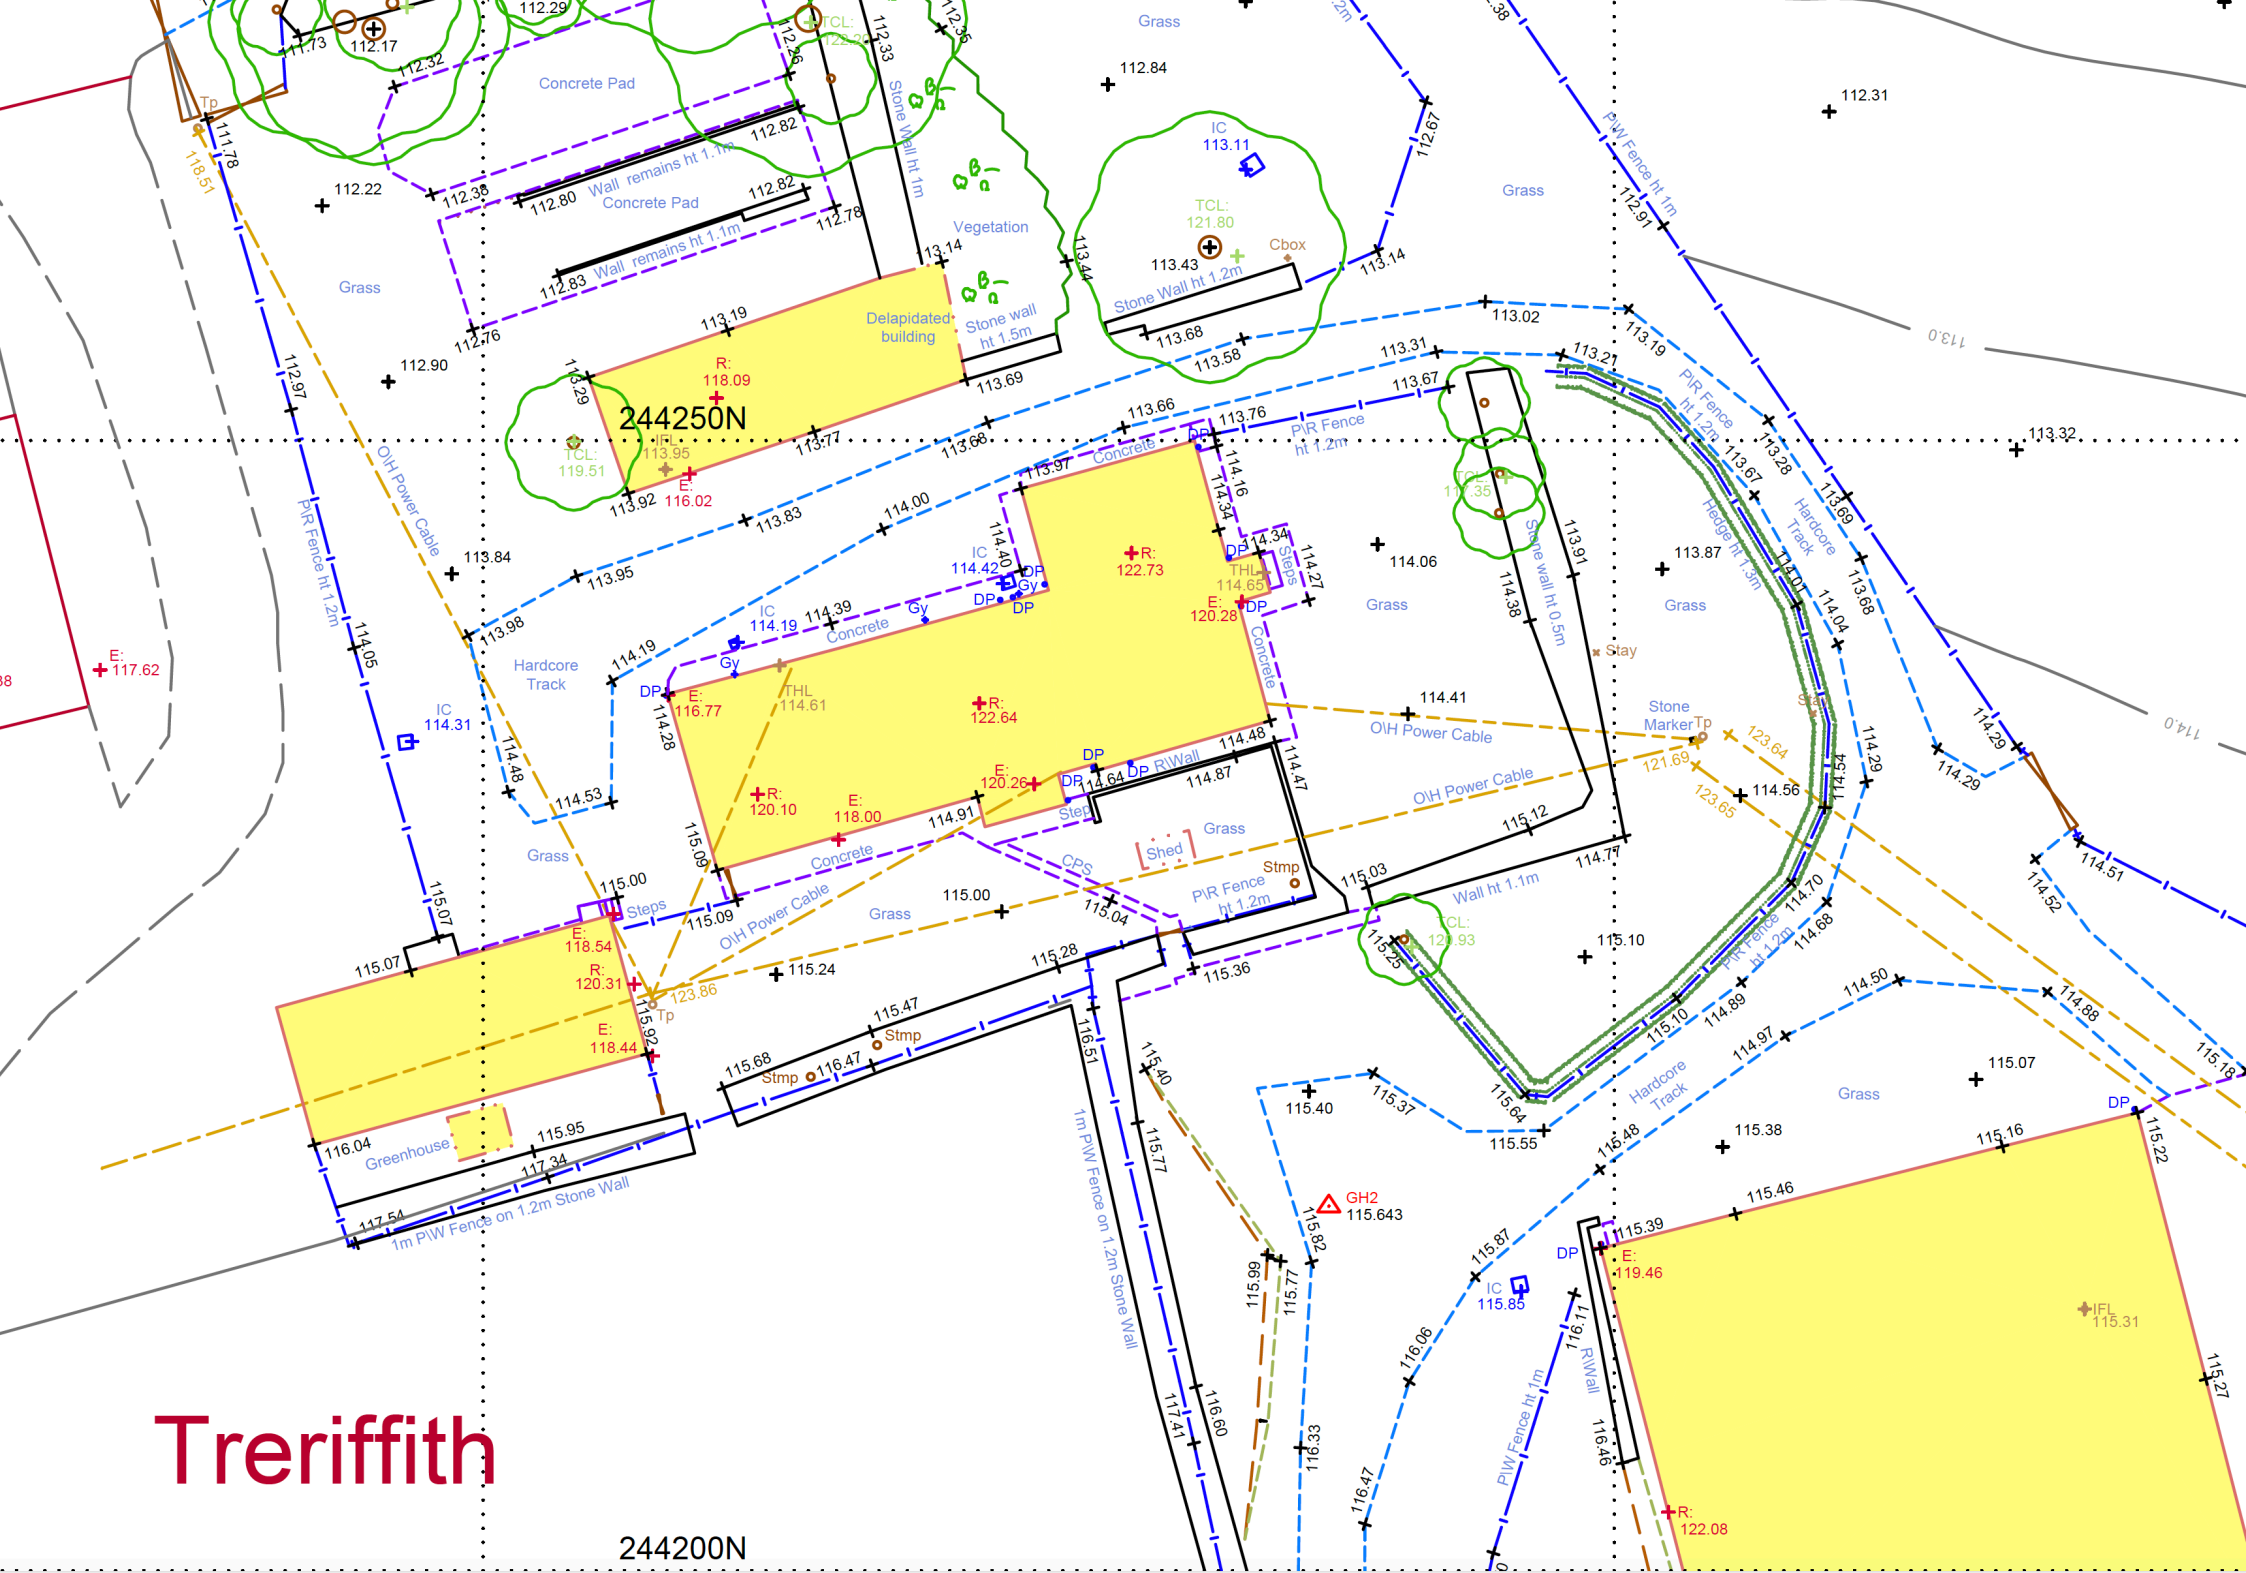 112.29
111.73
112.17
112.32
TCL:
122.20
112.26
112.33
112.35
Grass
.2m
.38
Concrete Pad
112.84
112.31
Tp
118.51
111.78
Stone Wall ht 1m
112.82
IC
113.11
112.67
P\W Fence ht 1m
112.22
112.38
112.80
Wall remains ht 1.1m
Concrete Pad
112.82
112.78
Grass
112.91
Vegetation
TCL:
121.80
113.43
Cbox
113.14
Grass
112.76
112.83
Wall remains ht 1.1m
113.14
113.44
Stone Wall ht 1.2m
113.68
113.02
113.19
113.0
112.97
112.90
113.29
113.19
Delapidated
building
Stone wall
ht 1.5m
113.69
113.58
113.31
113.21
R:
118.09
244250N
IFL
113.95
E:
116.02
TCL:
119.51
113.92
113.77
113.68
113.66
113.76
113.67
P\R Fence
ht 1.2m
P\R Fence
ht 1.2m
113.28
113.32
O\H Power Cable
P\R Fence ht 1.2m
113.84
113.95
113.83
114.00
113.97
Concrete
DP
114.16
114.34
TCL:
117.35
113.67
Hedge ht 1.3m
Hardcore
Track
113.69
113.98
114.05
114.40
IC
114.42
DP
Gy
DP
DP
R:
122.73
DP
114.34
THL
114.65
Steps
114.27
114.06
Grass
114.38
Stone wall ht 0.5m
113.91
113.87
Grass
114.01
114.04
113.68
E:
120.28
DP
Concrete
Hardcore
Track
114.19
IC
114.19
Gy
114.39
Concrete
Gy
DP
E:
116.77
THL
114.61
114.28
E:
117.62
38
IC
114.31
114.48
114.53
R:
122.64
114.41
O\H Power Cable
Stay
Stone
Marker
Tp
121.69
123.64
123.65
114.56
114.54
114.29
114.29
114.29
114.0
R:
120.10
E:
118.00
E:
120.26
DP
DP
DP
114.64
R\Wall
114.48
114.87
114.47
Step
114.91
Grass
Shed
O\H Power Cable
115.12
114.77
Grass
115.09
Concrete
CPS
Stmp
115.03
Wall ht 1.1m
114.70
114.68
114.51
114.52
115.07
115.00
Steps
115.09
O\H Power Cable
Grass
115.00
115.04
P\R Fence
ht 1.2m
TCL:
120.93
115.25
115.10
P\R Fence
ht 1.2m
115.07
E:
118.54
R:
120.31
E:
118.44
115.92
123.86
Tp
115.24
115.28
115.36
114.50
114.88
114.89
115.10
114.97
115.18
115.47
Stmp
115.68
Stmp
116.47
116.51
115.40
115.77
115.40
115.37
115.64
115.55
Hardcore
Track
115.48
Grass
115.07
115.38
DP
115.16
115.22
116.04
Greenhouse
115.95
117.34
117.54
1m P\W Fence on 1.2m Stone Wall
1m P\W Fence on 1.2m Stone Wall
GH2
115.643
115.82
115.99
115.77
115.87
IC
115.85
DP
115.39
E:
119.46
115.46
IFL
115.31
116.11
R\Wall
116.06
P\W Fence ht 1m
115.27
117.41
116.60
116.33
116.47
116.46
R:
122.08
Treriffith
244200N